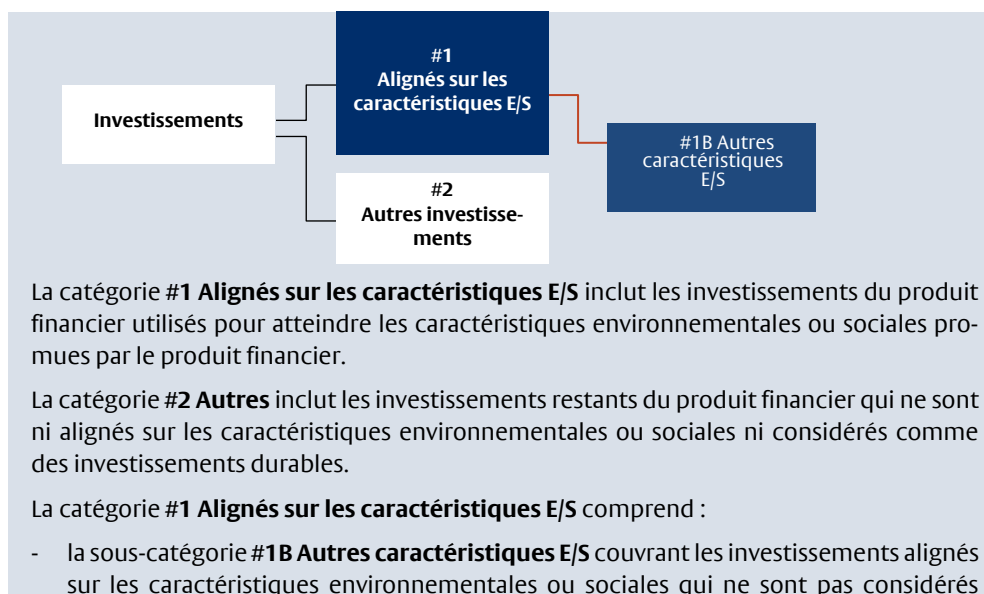 #1
Alignés sur les
caractéristiques E/S
Investissements
#1B Autres
caractéristiques
E/S
#2
Autres investisse-
ments
La catégorie #1 Alignés sur les caractéristiques E/S inclut les investissements du produit
financier utilisés pour atteindre les caractéristiques environnementales ou sociales pro-
mues par le produit financier.
La catégorie #2 Autres inclut les investissements restants du produit financier qui ne sont
ni alignés sur les caractéristiques environnementales ou sociales ni considérés comme
des investissements durables.
La catégorie #1 Alignés sur les caractéristiques E/S comprend :
- la sous-catégorie #1B Autres caractéristiques E/S couvrant les investissements alignés
sur les caractéristiques environnementales ou sociales qui ne sont pas considérés